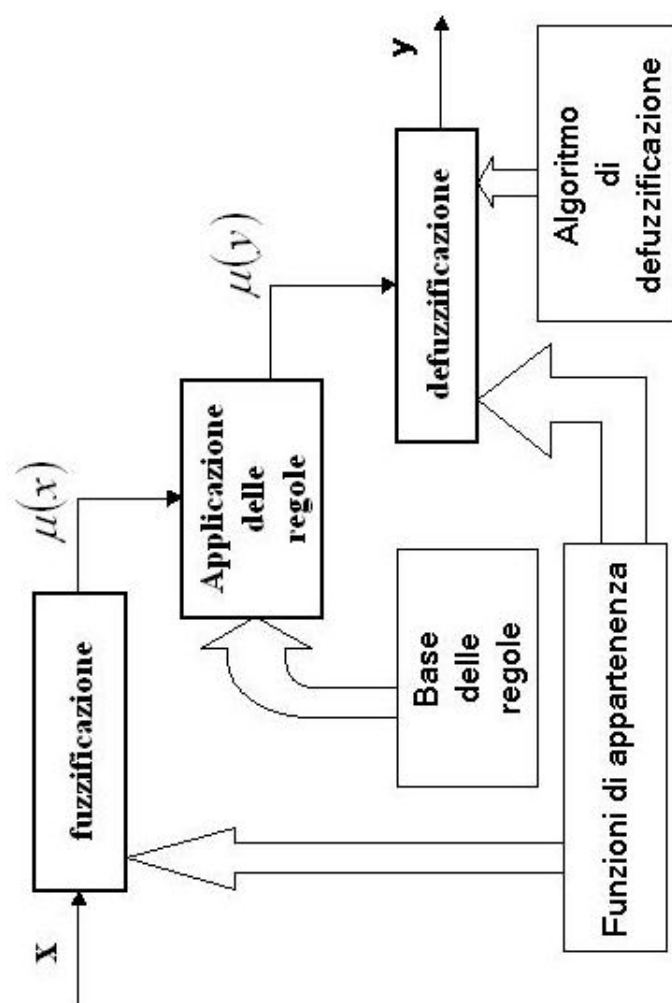 x
fuzzificazione
μ(x)
Applicazione
delle
regole
μ(y)
defuzzificazione
y
Base
delle
regole
Funzioni di appartenenza
Algoritmo
di
defuzzificazione